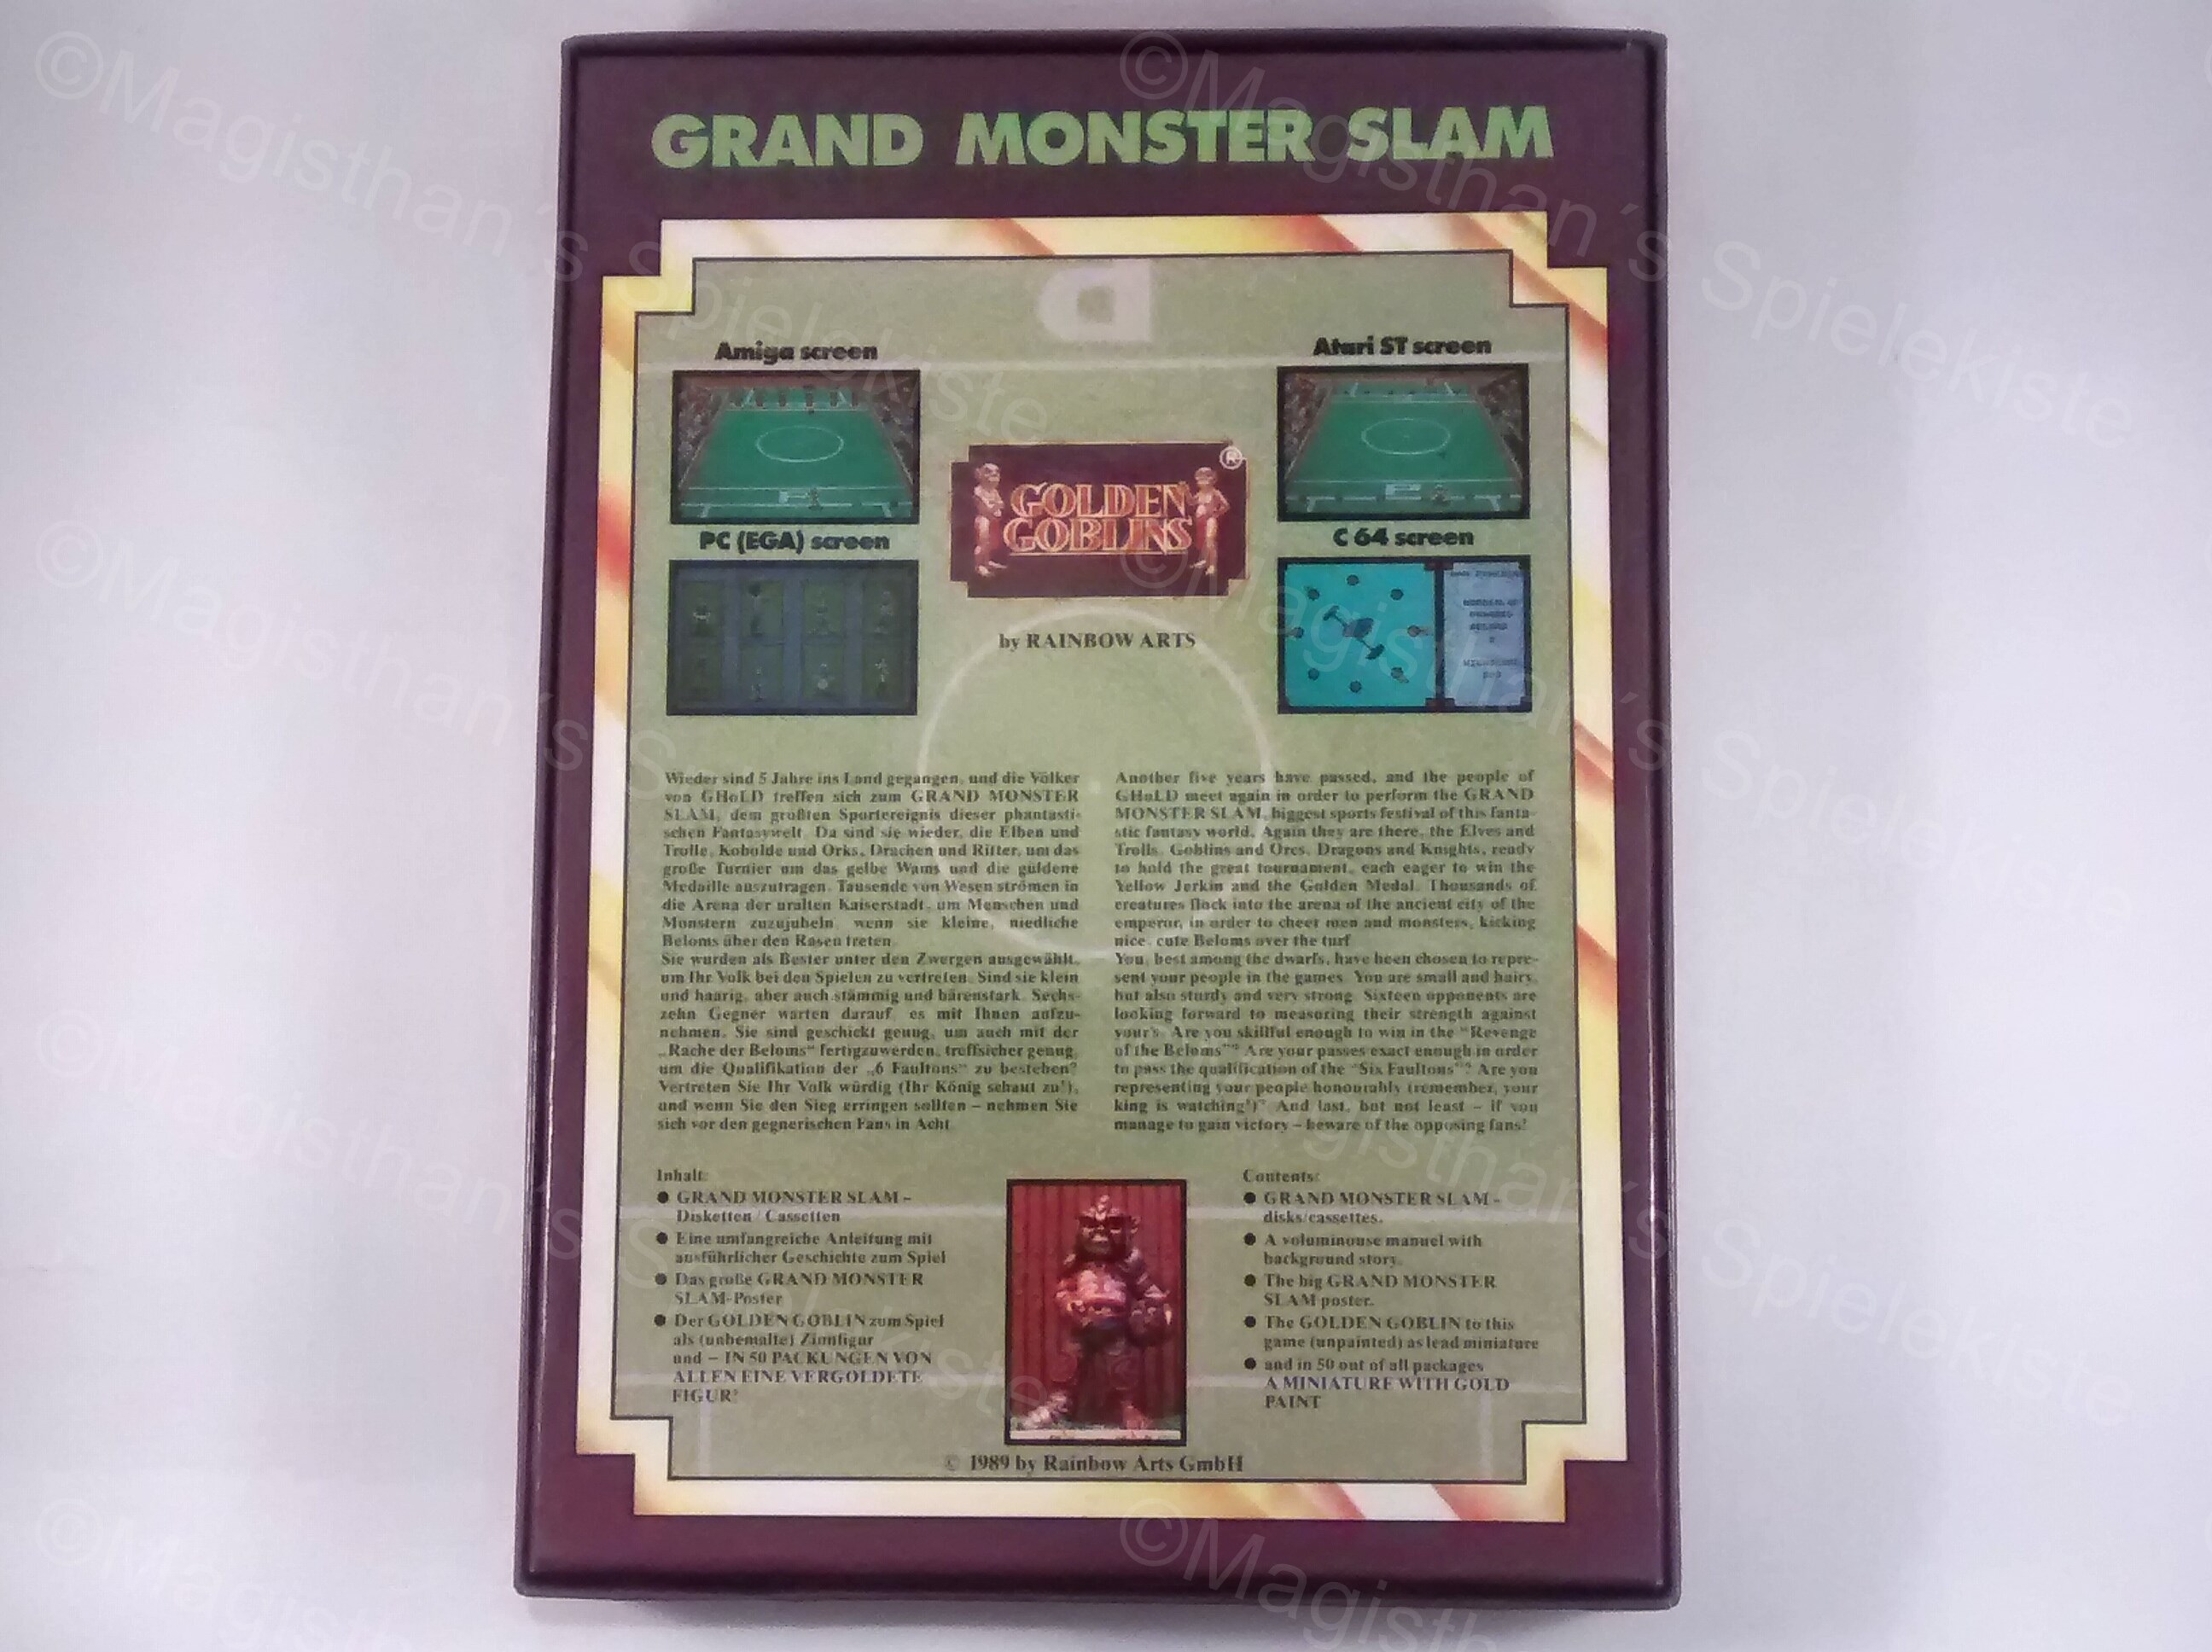 GRAND MONSTER SLAM
Amiga screen
Atari ST screen
PC (EGA) screen
C 64 screen
GOLDEN
GOBLINS
®
by RAINBOW ARTS
Wieder sind 5 Jahre ins Land gegangen, und die Völker
von GHoLD treffen sich zum GRAND MONSTER
SLAM, dem größten Sportereignis dieser phantasti-
schen Fantasywelt. Da sind sie wieder, die Elben und
Trolle, Kobolde und Orks, Drachen und Ritter, um das
große Turnier um das gelbe Wams und die güldene
Medaille auszutragen. Tausende von Wesen strömen in
die Arena der uralten Kaiserstadt, um Menschen und
Monstern zuzujubeln, wenn sie kleine, niedliche
Beloms über den Rasen treten.
Sie wurden als Bester unter den Zwergen ausgewählt,
um Ihr Volk bei den Spielen zu vertreten. Sind sie klein
und haarig, aber auch stämmig und bärenstark. Sech-
zehn Gegner warten darauf, es mit Ihnen aufzu-
nehmen. Sie sind geschickt genug, um auch mit der
„Rache der Beloms“ fertigzuwerden, treffsicher genug,
um die Qualifikation der „6 Faultons“ zu bestehen?
Vertreten Sie Ihr Volk würdig (Ihr König schaut zu!),
und wenn Sie den Sieg erringen sollten – nehmen Sie
sich vor den gegnerischen Fans in Acht.
Another five years have passed, and the people of
GHoLD meet again in order to perform the GRAND
MONSTER SLAM, biggest sports festival of this fanta-
stic fantasy world. Again they are there, the Elves and
Trolls, Goblins and Orcs, Dragons and Knights, ready
to hold the great tournament, each eager to win the
Yellow Jerkin and the Golden Medal. Thousands of
creatures flock into the arena of the ancient city of the
emperor, in order to cheer men and monsters, kicking
nice, cute Beloms over the turf.
You, best among the dwarfs, have been chosen to repre-
sent your people in the games. You are small and hairy,
but also sturdy and very strong. Sixteen opponents are
looking forward to measuring their strength against
your's. Are you skillful enough to win in the "Revenge
of the Beloms"? Are your passes exact enough in order
to pass the qualification of the "Six Faultons"? Are you
representing your people honourably (remember, your
king is watching!)? And last, but not least – if you
manage to gain victory – beware of the opposing fans!
Inhalt:
● GRAND MONSTER SLAM –
Disketten / Cassetten
● Eine umfangreiche Anleitung mit
ausführlicher Geschichte zum Spiel
● Das große GRAND MONSTER
SLAM-Poster
● Der GOLDEN GOBLIN zum Spiel
als (unbemalte) Zinnfigur
und – IN 50 PACKUNGEN VON
ALLEN EINE VERGOLDETE
FIGUR!
Contents:
● GRAND MONSTER SLAM –
disks/cassettes.
● A voluminouse manuel with
background story.
● The big GRAND MONSTER
SLAM poster.
● The GOLDEN GOBLIN to this
game (unpainted) as lead miniature
● and in 50 out of all packages
A MINIATURE WITH GOLD
PAINT
© 1989 by Rainbow Arts GmbH
©Magisthan´s Spielekiste
©Magisthan´s Spielekiste
©Magisthan´s Spielekiste
©Magisthan´s Spielekiste
©Magisthan´s Spielekiste